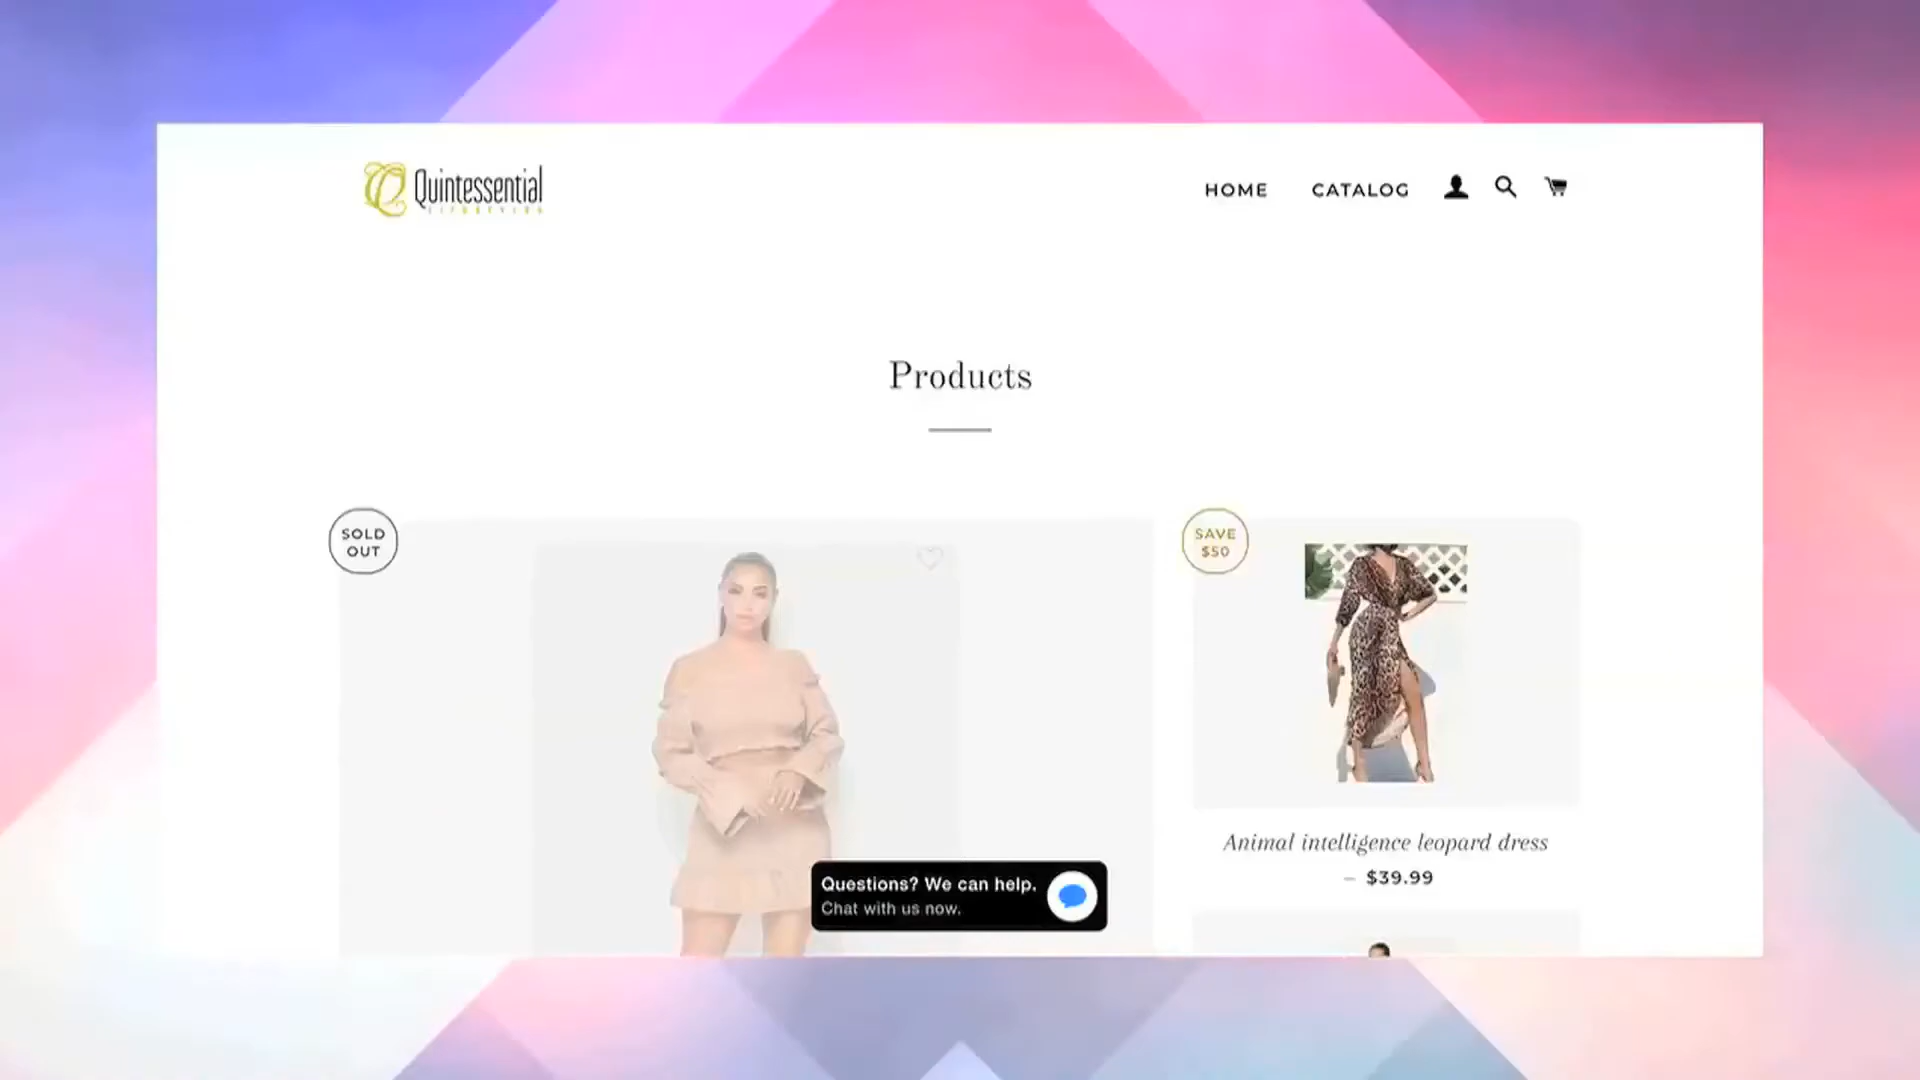 Quintessential
LIFESTYLES
HOME
CATALOG
Products
SOLD
OUT
SAVE
$50
Animal intelligence leopard dress
– $39.99
Questions? We can help.
Chat with us now.